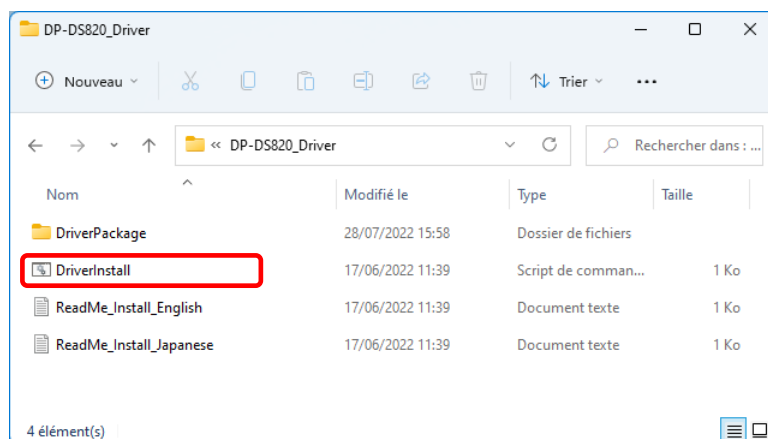 DP-DS820_Driver
Nouveau
Trier
« DP-DS820_Driver
Rechercher dans : ...
Nom Modifié le Type Taille
DriverPackage 28/07/2022 15:58 Dossier de fichiers
DriverInstall 17/06/2022 11:39 Script de comman... 1 Ko
ReadMe_Install_English 17/06/2022 11:39 Document texte 1 Ko
ReadMe_Install_Japanese 17/06/2022 11:39 Document texte 1 Ko
4 élément(s)